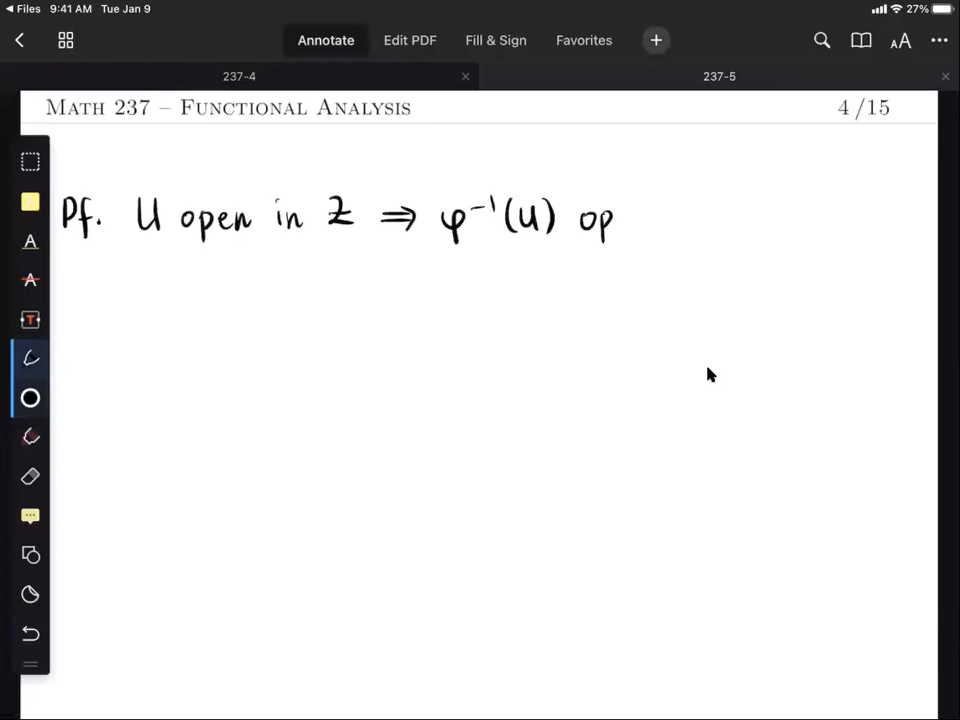 Files 9:41 AM Tue Jan 9 27%
Annotate Edit PDF Fill & Sign Favorites
237-4 237-5
MATH 237 – FUNCTIONAL ANALYSIS 4/15
Pf. U open in Z ⇒ φ⁻¹(U) op